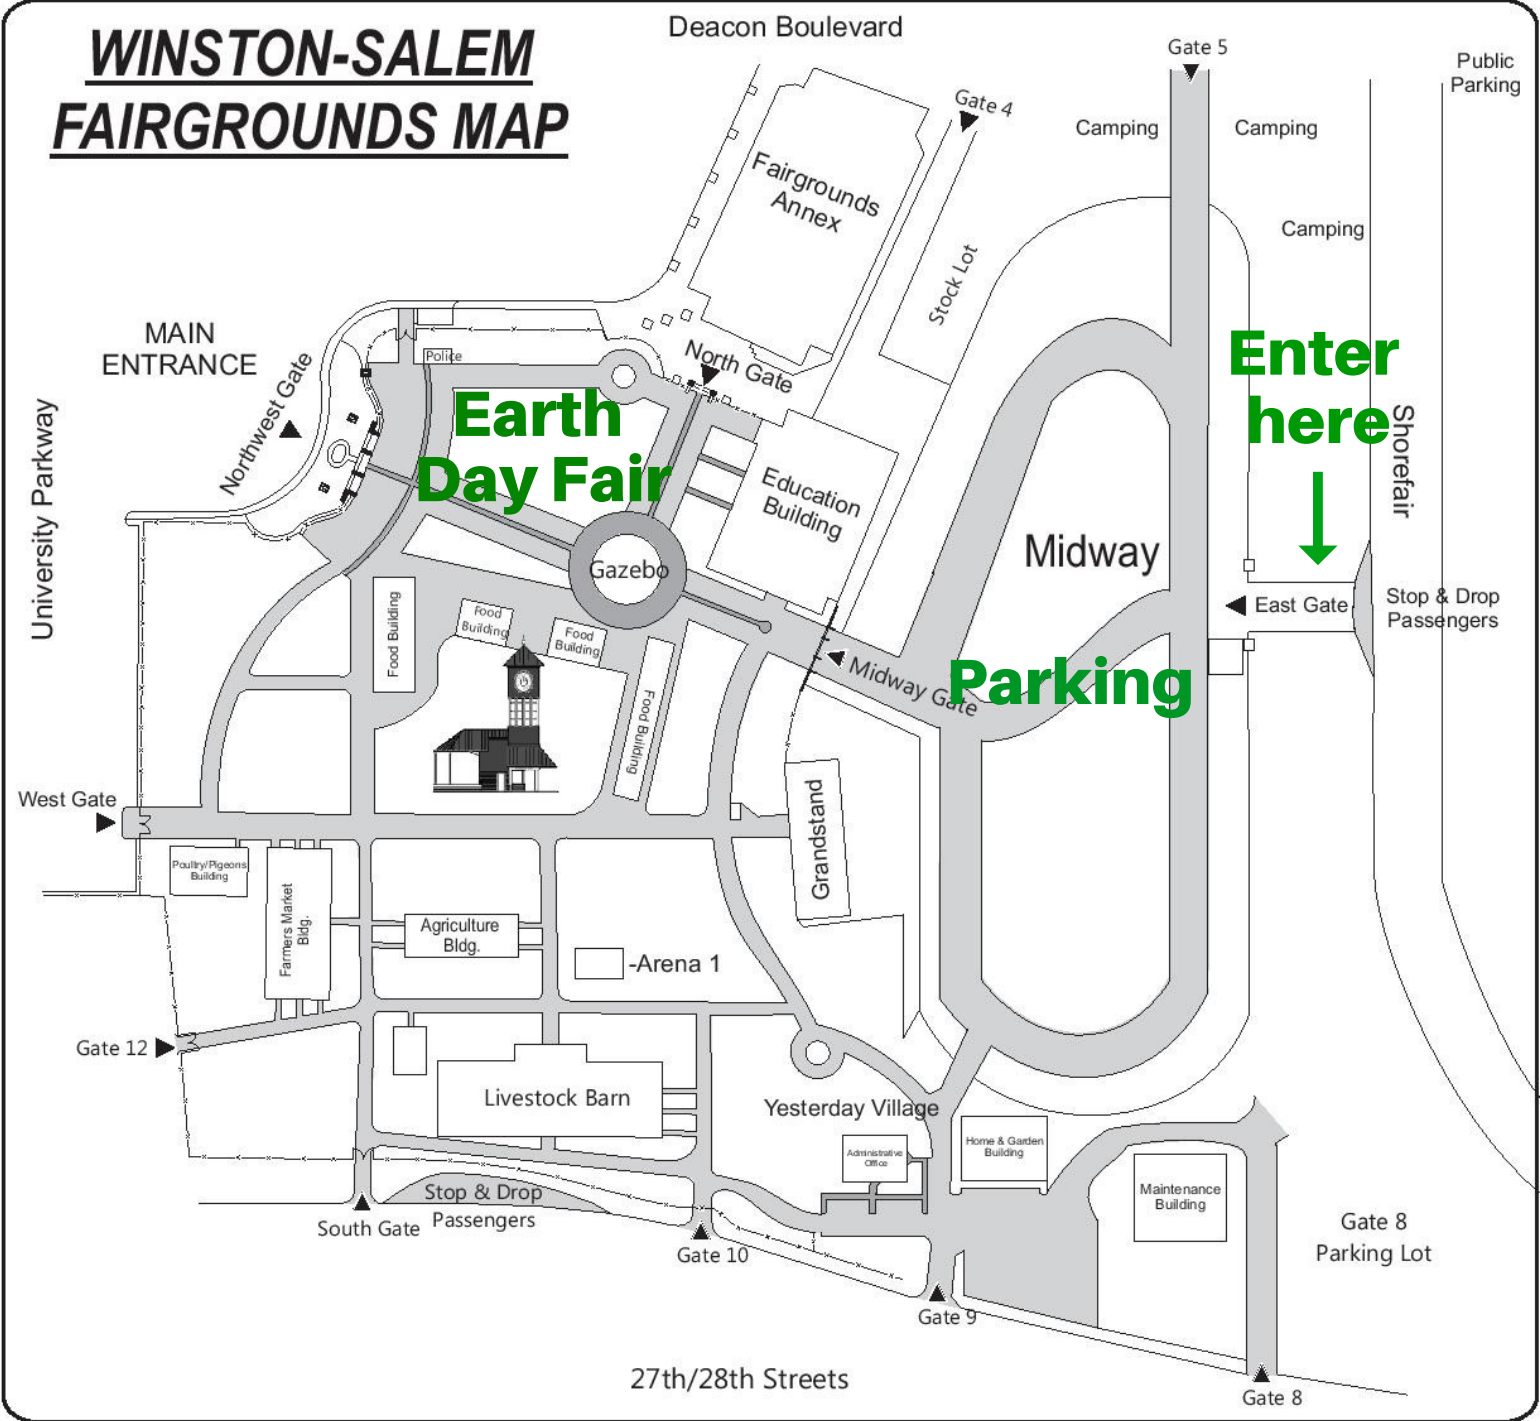 WINSTON-SALEM
FAIRGROUNDS MAP
Deacon Boulevard
Gate 5
Public
Parking
Gate 4
Camping
Camping
Fairgrounds
Annex
Camping
Stock Lot
MAIN
ENTRANCE
Northwest Gate
Police
North Gate
Enter
here
Earth
Day Fair
University Parkway
Shorefair
Education
Building
Midway
Gazebo
East Gate
Stop & Drop
Passengers
Food Building
Food
Building
Food
Building
Food Building
Midway Gate
Parking
West Gate
Grandstand
Poultry/Pigeons
Building
Farmers Market
Bldg.
Agriculture
Bldg.
-Arena 1
Gate 12
Livestock Barn
Yesterday Village
Administrative
Office
Home & Garden
Building
Maintenance
Building
Stop & Drop
Passengers
South Gate
Gate 10
Gate 8
Parking Lot
Gate 9
27th/28th Streets
Gate 8